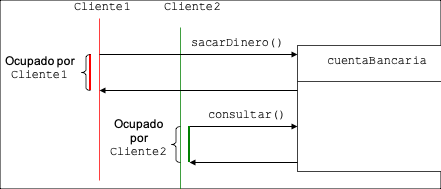 Cliente1
Cliente2
sacarDinero()
Ocupado por
Cliente1
cuentaBancaria
consultar()
Ocupado
por
Cliente2